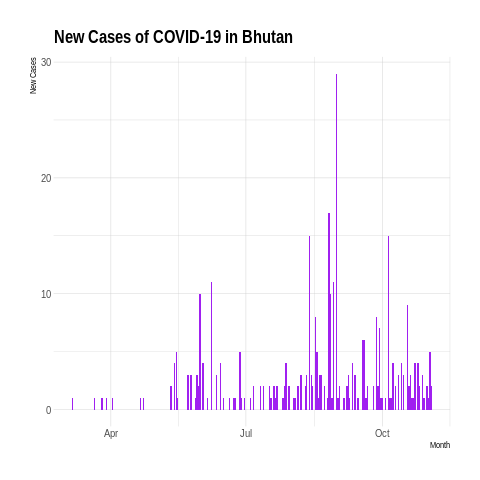 New Cases of COVID-19 in Bhutan
New Cases
30
20
10
0
Apr
Jul
Oct
Month